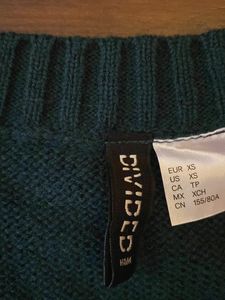 DIVIDED
H&M
EUR XS
US XS
CA TP
MX XCH
CN 155/80A